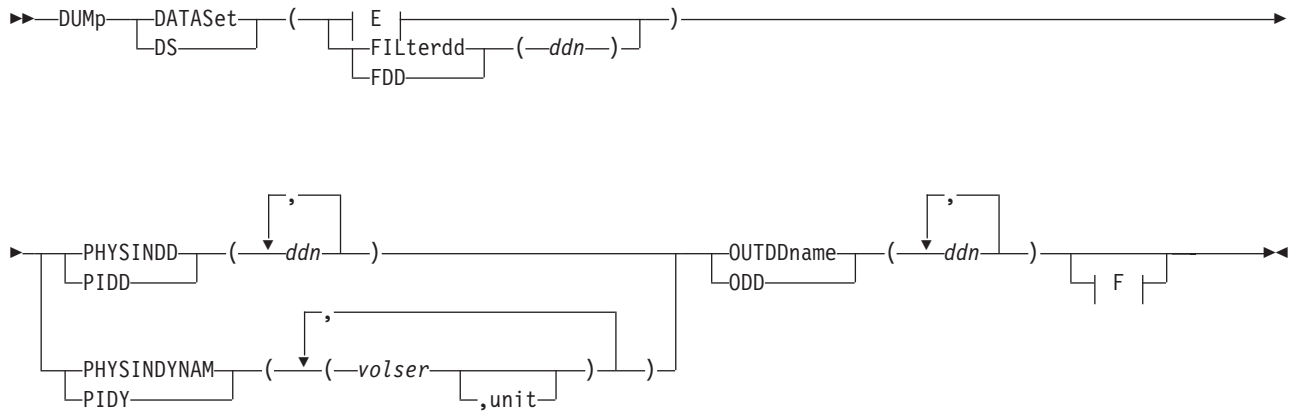 DUMp DATASet ( E )
DS FILterdd ( ddn )
FDD
,
,
PHYSINDD ( ddn ) OUTDDname ( ddn )
PIDD ODD F
,
PHYSINDYNAM ( ( volser ) )
PIDY ,unit